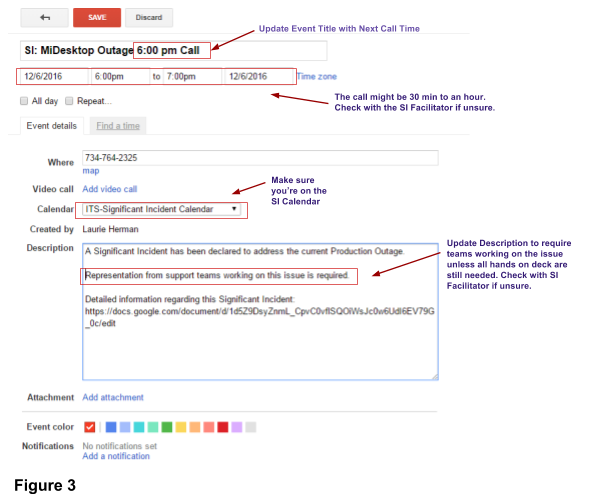 SAVE
Discard
Update Event Title with Next Call Time
SI: MiDesktop Outage 6:00 pm Call
12/6/2016 6:00pm to 7:00pm 12/6/2016 Time zone
The call might be 30 min to an hour.
Check with the SI Facilitator if unsure.
All day Repeat...
Event details Find a time
Where 734-764-2325
map
Make sure
you're on the
SI Calendar
Video call Add video call
Calendar ITS-Significant Incident Calendar
Created by Laurie Herman
Description A Significant Incident has been declared to address the current Production Outage.
Representation from support teams working on this issue is required.
Detailed information regarding this Significant Incident:
https://docs.google.com/document/d/1d5Z9DsyZnmL_CpvC0vflSQOiWsJc0w6UdI6EV79G
_0c/edit
Update Description to require
teams working on the issue
unless all hands on deck are
still needed. Check with SI
Facilitator if unsure.
Attachment Add attachment
Event color
Notifications No notifications set
Add a notification
Figure 3